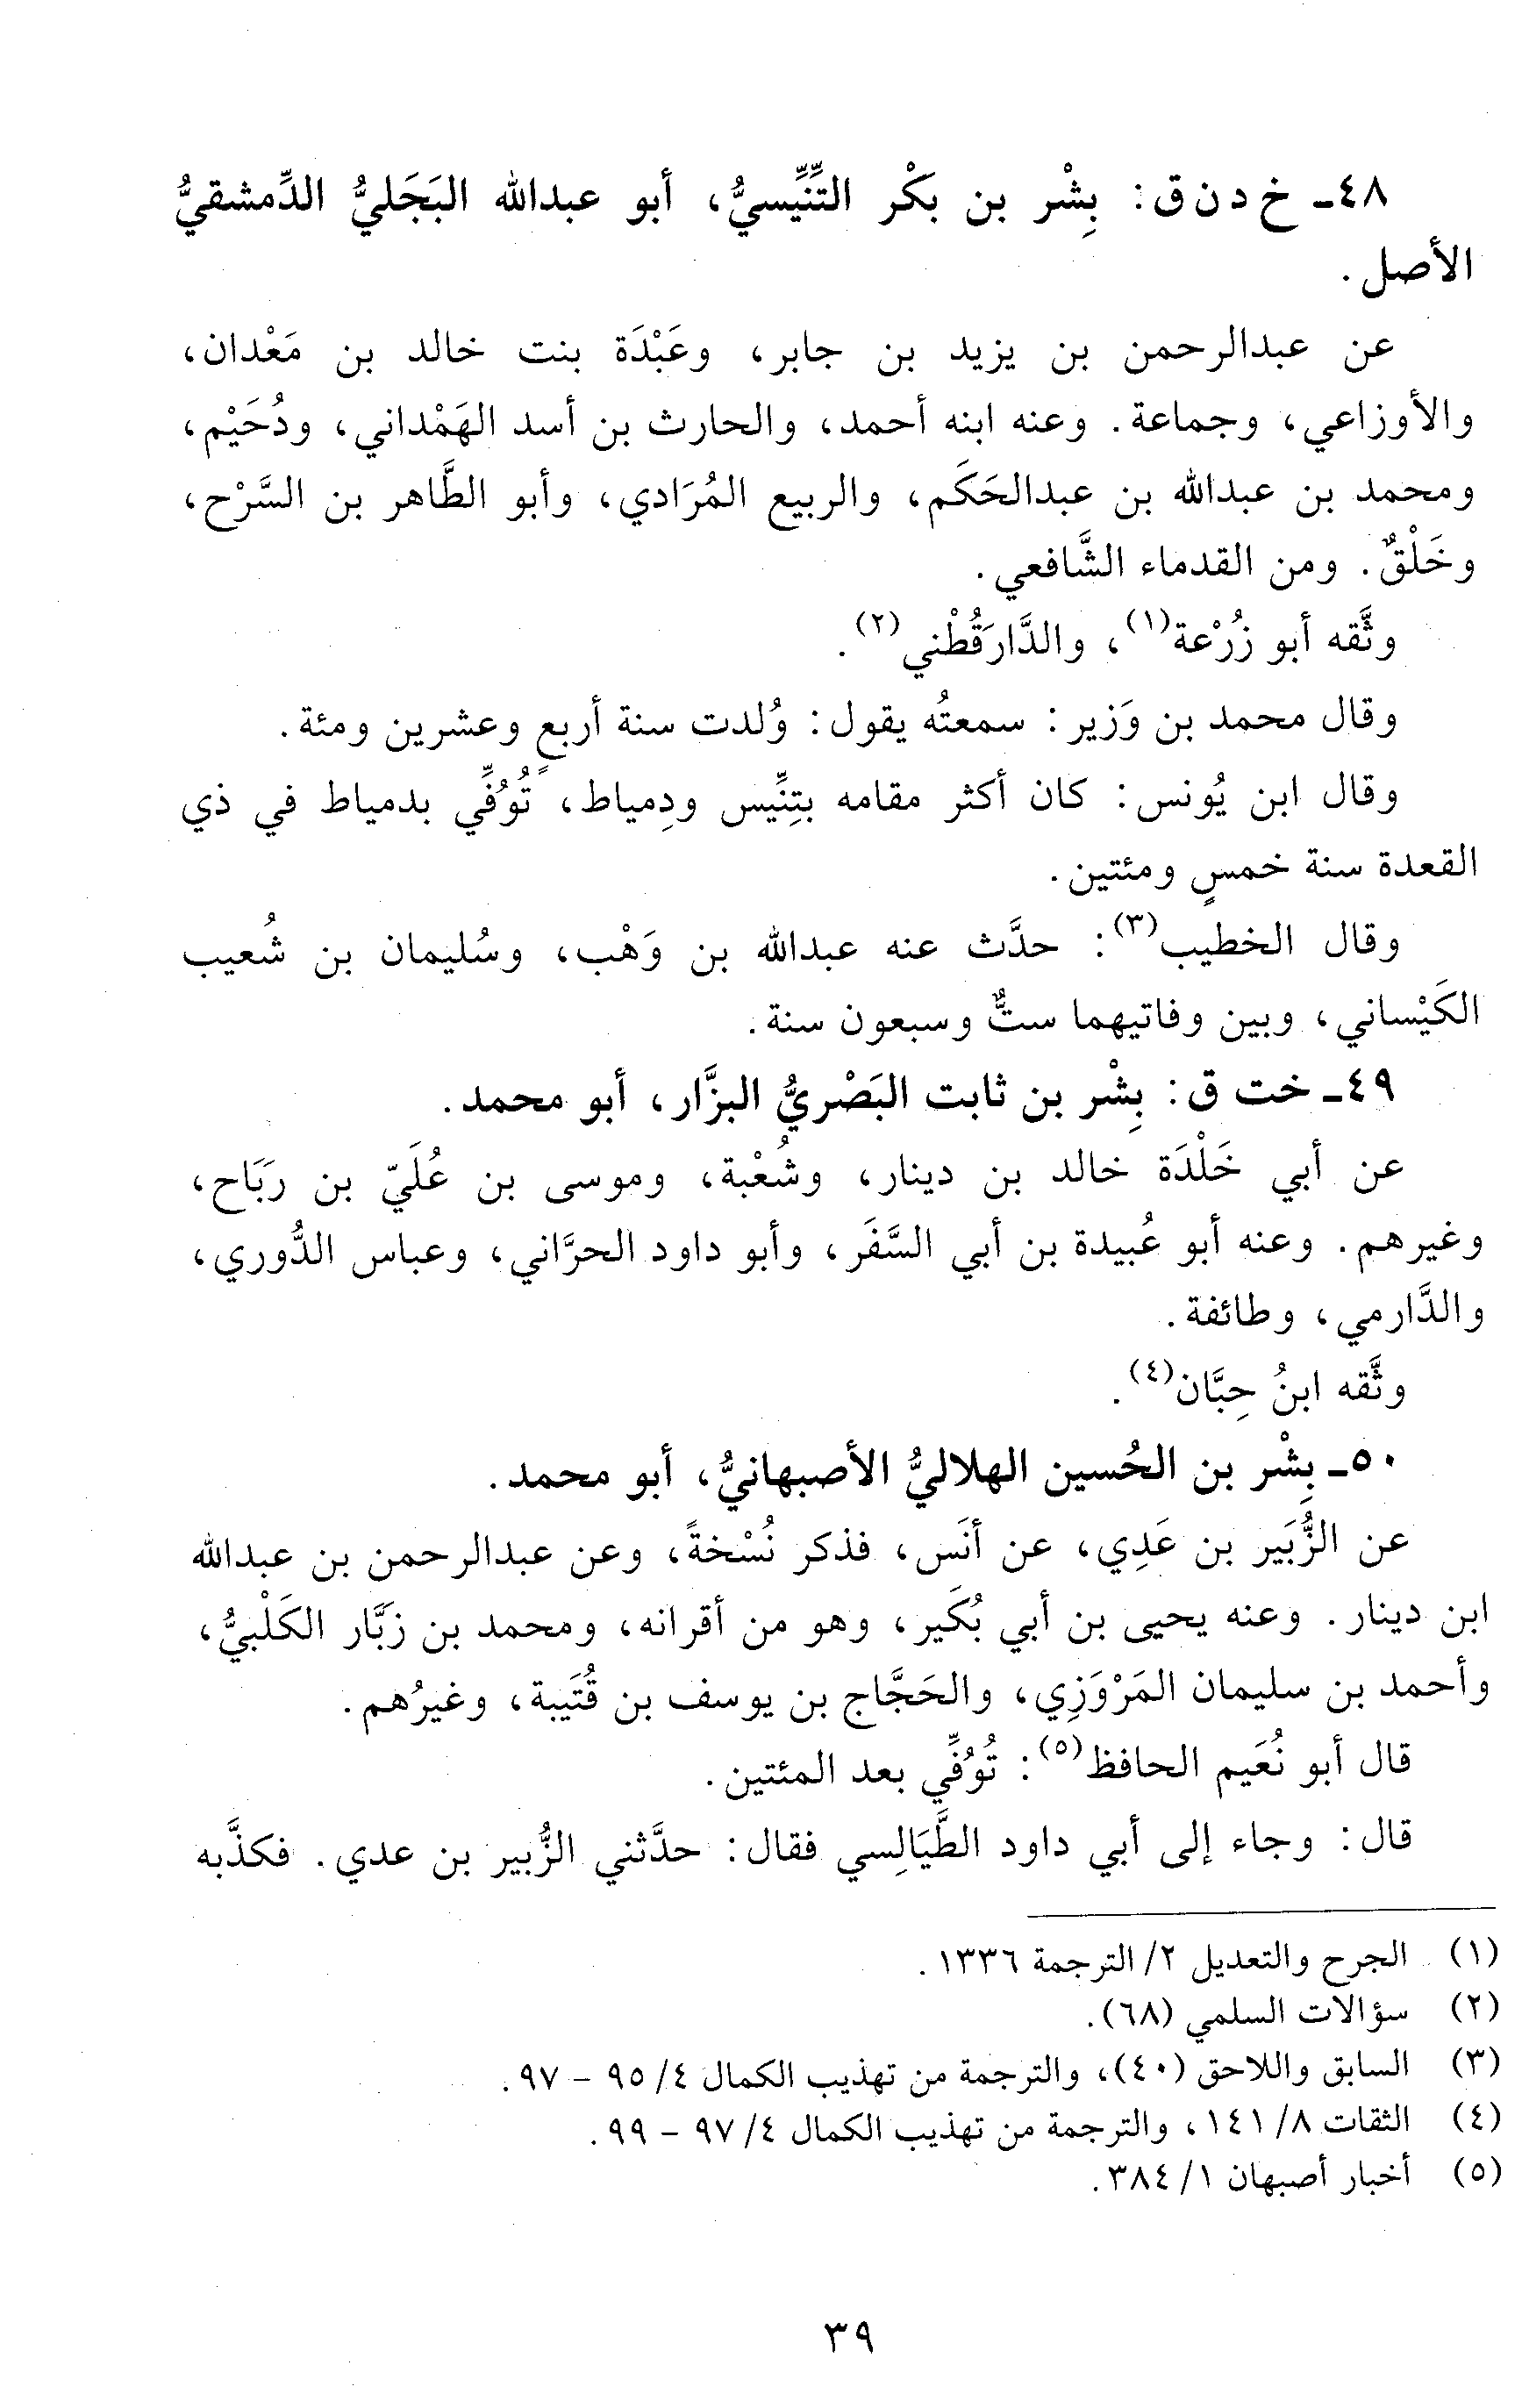 ٤٨ـ خ د ن ق: بِشْر بن بَكْر التِّنِّيسيُّ، أبو عبدالله البَجَليُّ الدِّمشقيُّ
الأصل.
عن عبدالرحمن بن يزيد بن جابر، وعَبْدَة بنت خالد بن مَعْدان،
والأوزاعي، وجماعة. وعنه ابنه أحمد، والحارث بن أسد الهَمْداني، ودُحَيْم،
ومحمد بن عبدالله بن عبدالحَكَم، والربيع المُرَادي، وأبو الطَّاهر بن السَّرْح،
وخَلْقٌ. ومن القدماء الشَّافعي.
وثَّقه أبو زُرْعة(١)، والدَّارَقُطْني(٢).
وقال محمد بن وَزير: سمعتُه يقول: وُلدت سنة أربعٍ وعشرين ومئة.
وقال ابن يُونس: كان أكثر مقامه بتِنِّيس ودِمياط، تُوُفِّي بدمياط في ذي
القعدة سنة خمسٍ ومئتين.
وقال الخطيب(٣): حدَّث عنه عبدالله بن وَهْب، وسُليمان بن شُعيب
الكَيْساني، وبين وفاتيهما ستٌّ وسبعون سنة.
٤٩ـ خت ق: بِشْر بن ثابت البَصْريُّ البزَّار، أبو محمد.
عن أبي خَلْدَة خالد بن دينار، وشُعْبة، وموسى بن عُلَيّ بن رَبَاح،
وغيرهم. وعنه أبو عُبيدة بن أبي السَّفَر، وأبو داود الحرَّاني، وعباس الدُّوري،
والدَّارمي، وطائفة.
وثَّقه ابنُ حِبَّان(٤).
٥٠ـ بِشْر بن الحُسين الهلاليُّ الأصبهانيُّ، أبو محمد.
عن الزُّبَير بن عَدِي، عن أنَس، فذكر نُسْخةً، وعن عبدالرحمن بن عبدالله
ابن دينار. وعنه يحيى بن أبي بُكَير، وهو من أقرانه، ومحمد بن زَبَّار الكَلْبيُّ،
وأحمد بن سليمان المَرْوَزِي، والحَجَّاج بن يوسف بن قُتَيبة، وغيرُهم.
قال أبو نُعَيم الحافظ(٥): تُوُفِّي بعد المئتين.
قال: وجاء إلى أبي داود الطَّيَالِسي فقال: حدَّثني الزُّبير بن عدي. فكذَّبه
(١) الجرح والتعديل ٢/ الترجمة ١٣٣٦.
(٢) سؤالات السلمي (٦٨).
(٣) السابق واللاحق (٤٠)، والترجمة من تهذيب الكمال ٤/ ٩٥ – ٩٧.
(٤) الثقات ٨/ ١٤١، والترجمة من تهذيب الكمال ٤/ ٩٧ – ٩٩.
(٥) أخبار أصبهان ١/ ٣٨٤.
٣٩